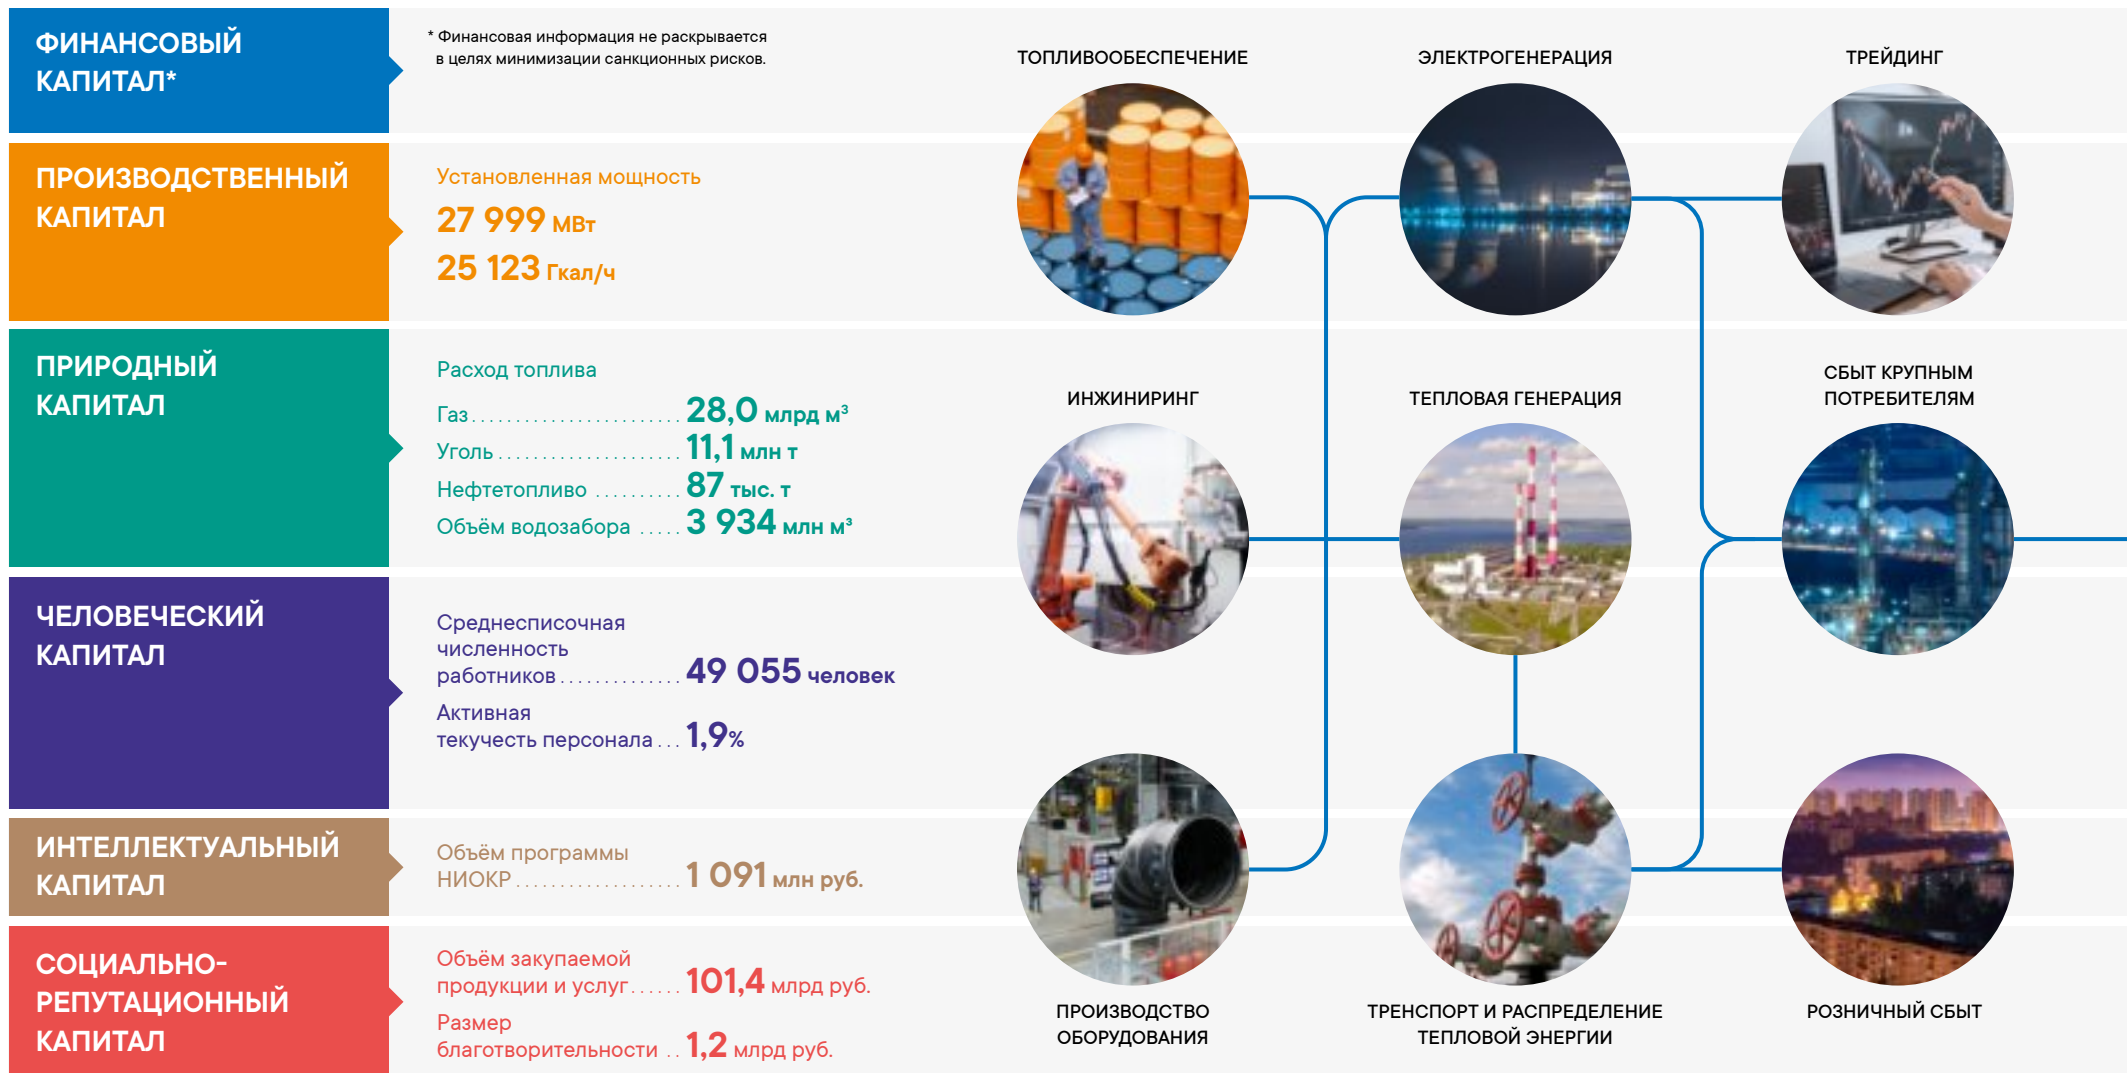 ФИНАНСОВЫЙ
КАПИТАЛ*
* Финансовая информация не раскрывается
в целях минимизации санкционных рисков.
ПРОИЗВОДСТВЕННЫЙ
КАПИТАЛ
Установленная мощность
27 999 МВт
25 123 Гкал/ч
ПРИРОДНЫЙ
КАПИТАЛ
Расход топлива
Газ........................ 28,0 млрд м³
Уголь ..................... 11,1 млн т
Нефтетопливо .......... 87 тыс. т
Объём водозабора ..... 3 934 млн м³
ЧЕЛОВЕЧЕСКИЙ
КАПИТАЛ
Среднесписочная
численность
работников.............. 49 055 человек
Активная
текучесть персонала... 1,9%
ИНТЕЛЛЕКТУАЛЬНЫЙ
КАПИТАЛ
Объём программы
НИОКР................... 1 091 млн руб.
СОЦИАЛЬНО-
РЕПУТАЦИОННЫЙ
КАПИТАЛ
Объём закупаемой
продукции и услуг...... 101,4 млрд руб.
Размер
благотворительности .. 1,2 млрд руб.
ТОПЛИВООБЕСПЕЧЕНИЕ
ЭЛЕКТРОГЕНЕРАЦИЯ
ТРЕЙДИНГ
ИНЖИНИРИНГ
ТЕПЛОВАЯ ГЕНЕРАЦИЯ
СБЫТ КРУПНЫМ
ПОТРЕБИТЕЛЯМ
ПРОИЗВОДСТВО
ОБОРУДОВАНИЯ
ТРЕНСПОРТ И РАСПРЕДЕЛЕНИЕ
ТЕПЛОВОЙ ЭНЕРГИИ
РОЗНИЧНЫЙ СБЫТ